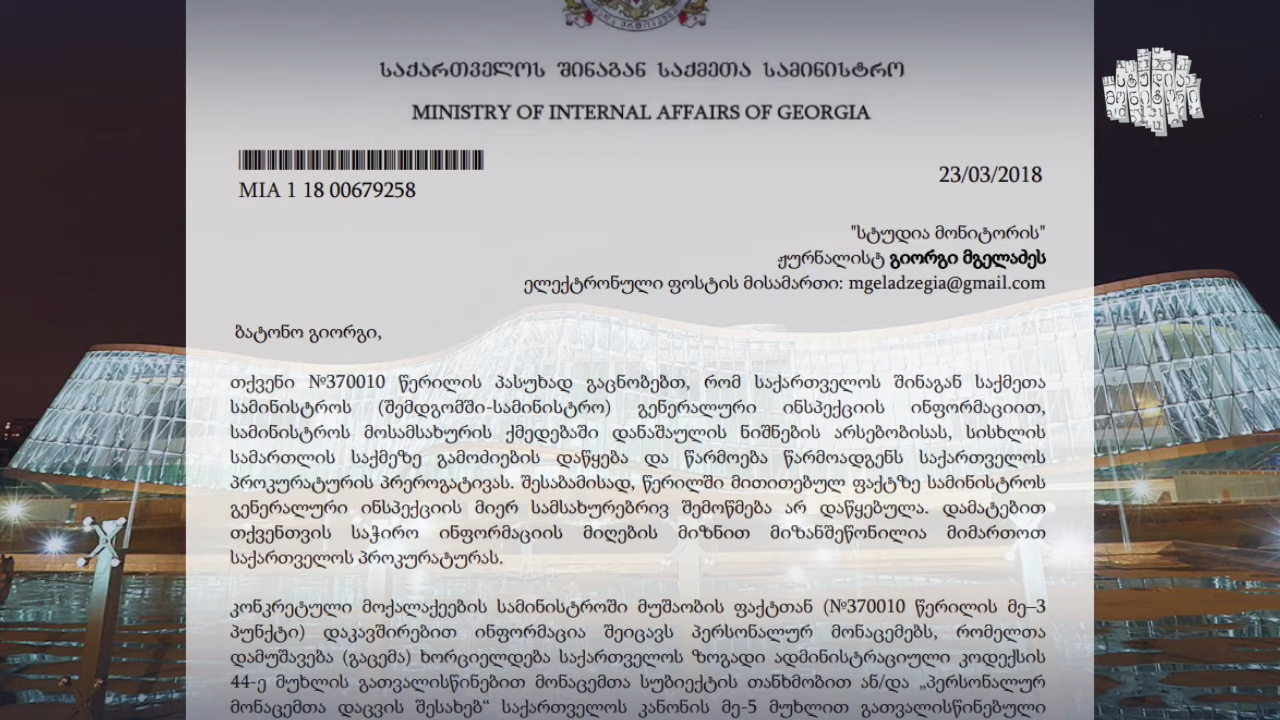 საქართველოს შინაგან საქმეთა სამინისტრო
MINISTRY OF INTERNAL AFFAIRS OF GEORGIA
MIA 1 18 00679258
23/03/2018
"სტუდია მონიტორის"
ჟურნალისტ გიორგი მგელაძეს
ელექტრონული ფოსტის მისამართი: mgeladzegia@gmail.com
ბატონო გიორგი,
თქვენი №370010 წერილის პასუხად გაცნობებთ, რომ საქართველოს შინაგან საქმეთა
სამინისტროს (შემდგომში-სამინისტრო) გენერალური ინსპექციის ინფორმაციით,
სამინისტროს მოსამსახურის ქმედებაში დანაშაულის ნიშნების არსებობისას, სისხლის
სამართლის საქმეზე გამოძიების დაწყება და წარმოება წარმოადგენს საქართველოს
პროკურატურის პრეროგატივას. შესაბამისად, წერილში მითითებულ ფაქტზე სამინისტროს
გენერალური ინსპექციის მიერ სამსახურებრივ შემოწმება არ დაწყებულა. დამატებით
თქვენთვის საჭირო ინფორმაციის მიღების მიზნით მიზანშეწონილია მიმართოთ
საქართველოს პროკურატურას.
კონკრეტული მოქალაქეების სამინისტროში მუშაობის ფაქტთან (№370010 წერილის მე–3
პუნქტი) დაკავშირებით ინფორმაცია შეიცავს პერსონალურ მონაცემებს, რომელთა
დამუშავება (გაცემა) ხორციელდება საქართველოს ზოგადი ადმინისტრაციული კოდექსის
44-ე მუხლის გათვალისწინებით მონაცემთა სუბიექტის თანხმობით ან/და „პერსონალურ
მონაცემთა დაცვის შესახებ“ საქართველოს კანონის მე-5 მუხლით გათვალისწინებული
სტუდია
მონიტორი